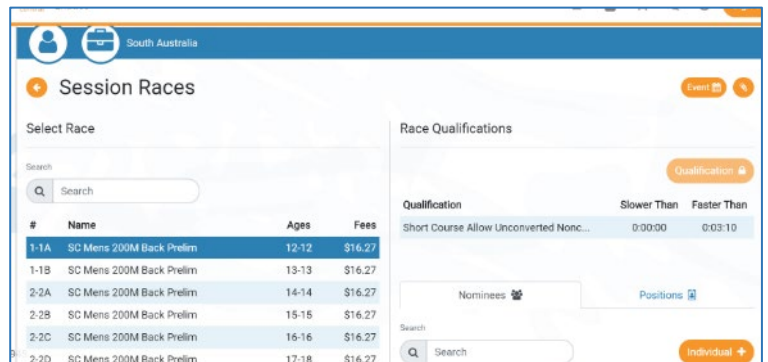 South Australia
Session Races
Event
Select Race
Search
Search
# Name Ages Fees
1-1A SC Mens 200M Back Prelim 12-12 $16.27
1-1B SC Mens 200M Back Prelim 13-13 $16.27
2-2A SC Mens 200M Back Prelim 14-14 $16.27
2-2B SC Mens 200M Back Prelim 15-15 $16.27
2-2C SC Mens 200M Back Prelim 16-16 $16.27
2-2D SC Mens 200M Back Prelim 17-18 $16.27
Race Qualifications
Qualification
Qualification Slower Than Faster Than
Short Course Allow Unconverted Nonc... 0:00:00 0:03:10
Nominees Positions
Search
Search
Individual +